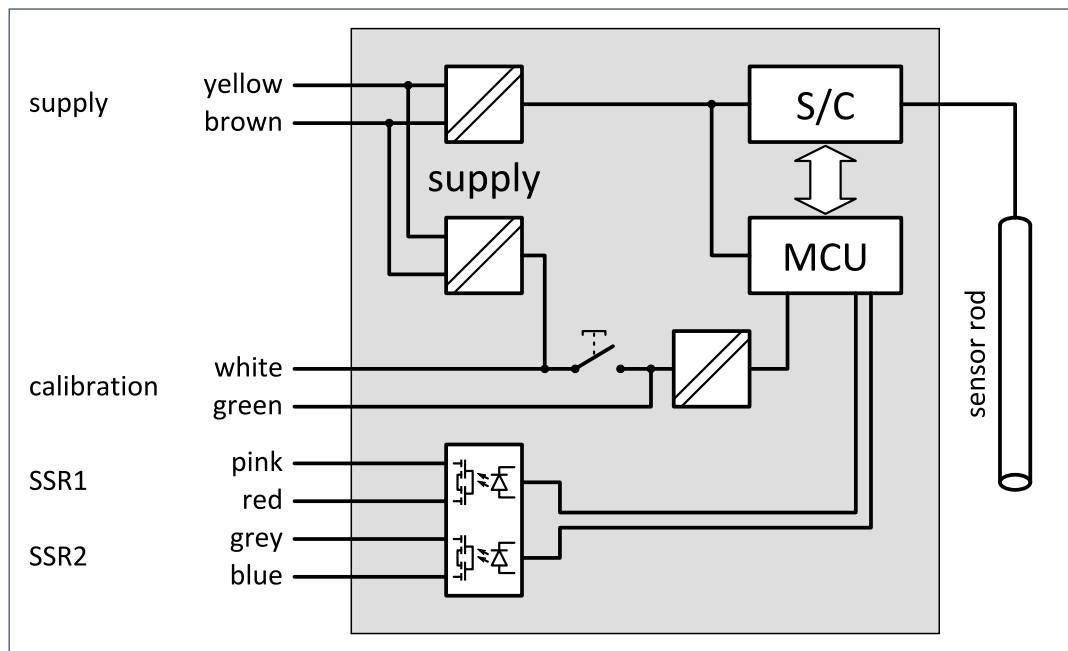 supply
yellow
brown
supply
S/C
MCU
sensor rod
calibration
white
green
SSR1
pink
red
SSR2
grey
blue